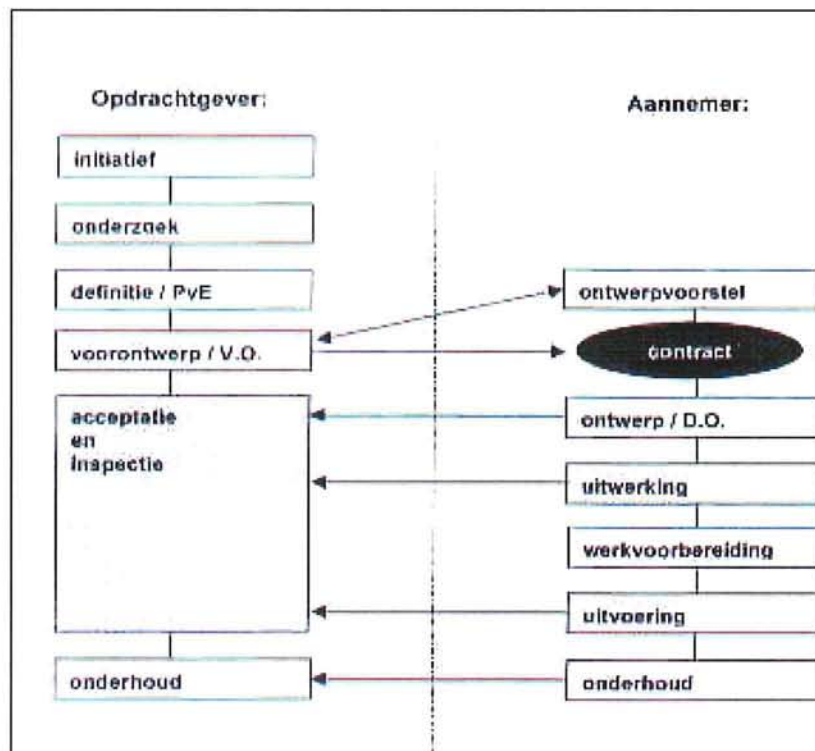 Opdrachtgever:
initiatief
onderzoek
definitie / PvE
voorontwerp / V.O.
acceptatie
en
inspectie
onderhoud
Aannemer:
ontwerpvoorstel
contract
ontwerp / D.O.
uitwerking
werkvoorbereiding
uitvoering
onderhoud